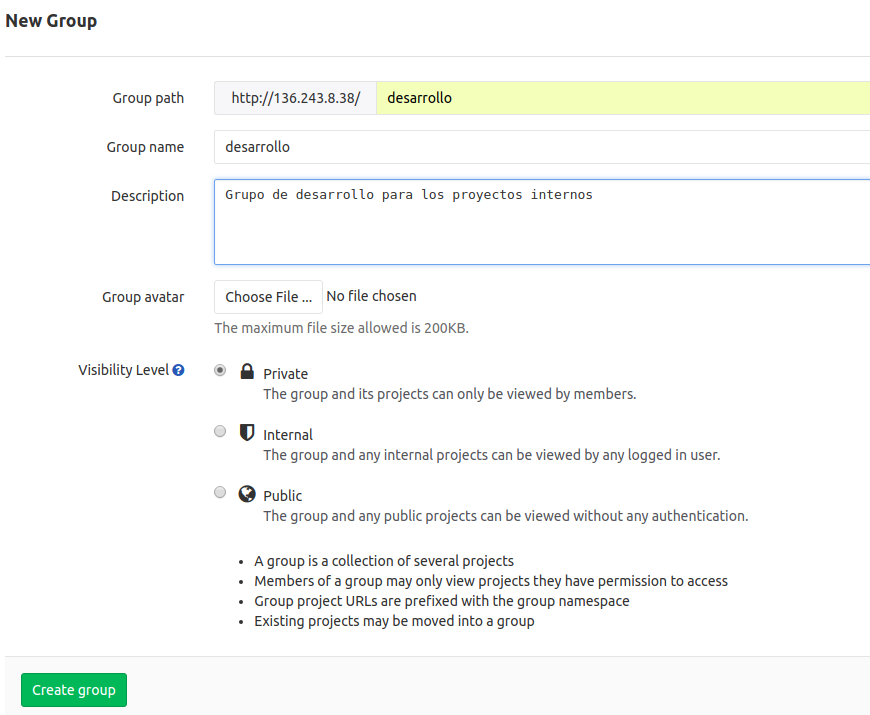 New Group
Group path http://136.243.8.38/ desarrollo
Group name desarrollo
Description Grupo de desarrollo para los proyectos internos
Group avatar Choose File ... No file chosen
The maximum file size allowed is 200KB.
Visibility Level ? Private
The group and its projects can only be viewed by members.
Internal
The group and any internal projects can be viewed by any logged in user.
Public
The group and any public projects can be viewed without any authentication.
• A group is a collection of several projects
• Members of a group may only view projects they have permission to access
• Group project URLs are prefixed with the group namespace
• Existing projects may be moved into a group
Create group